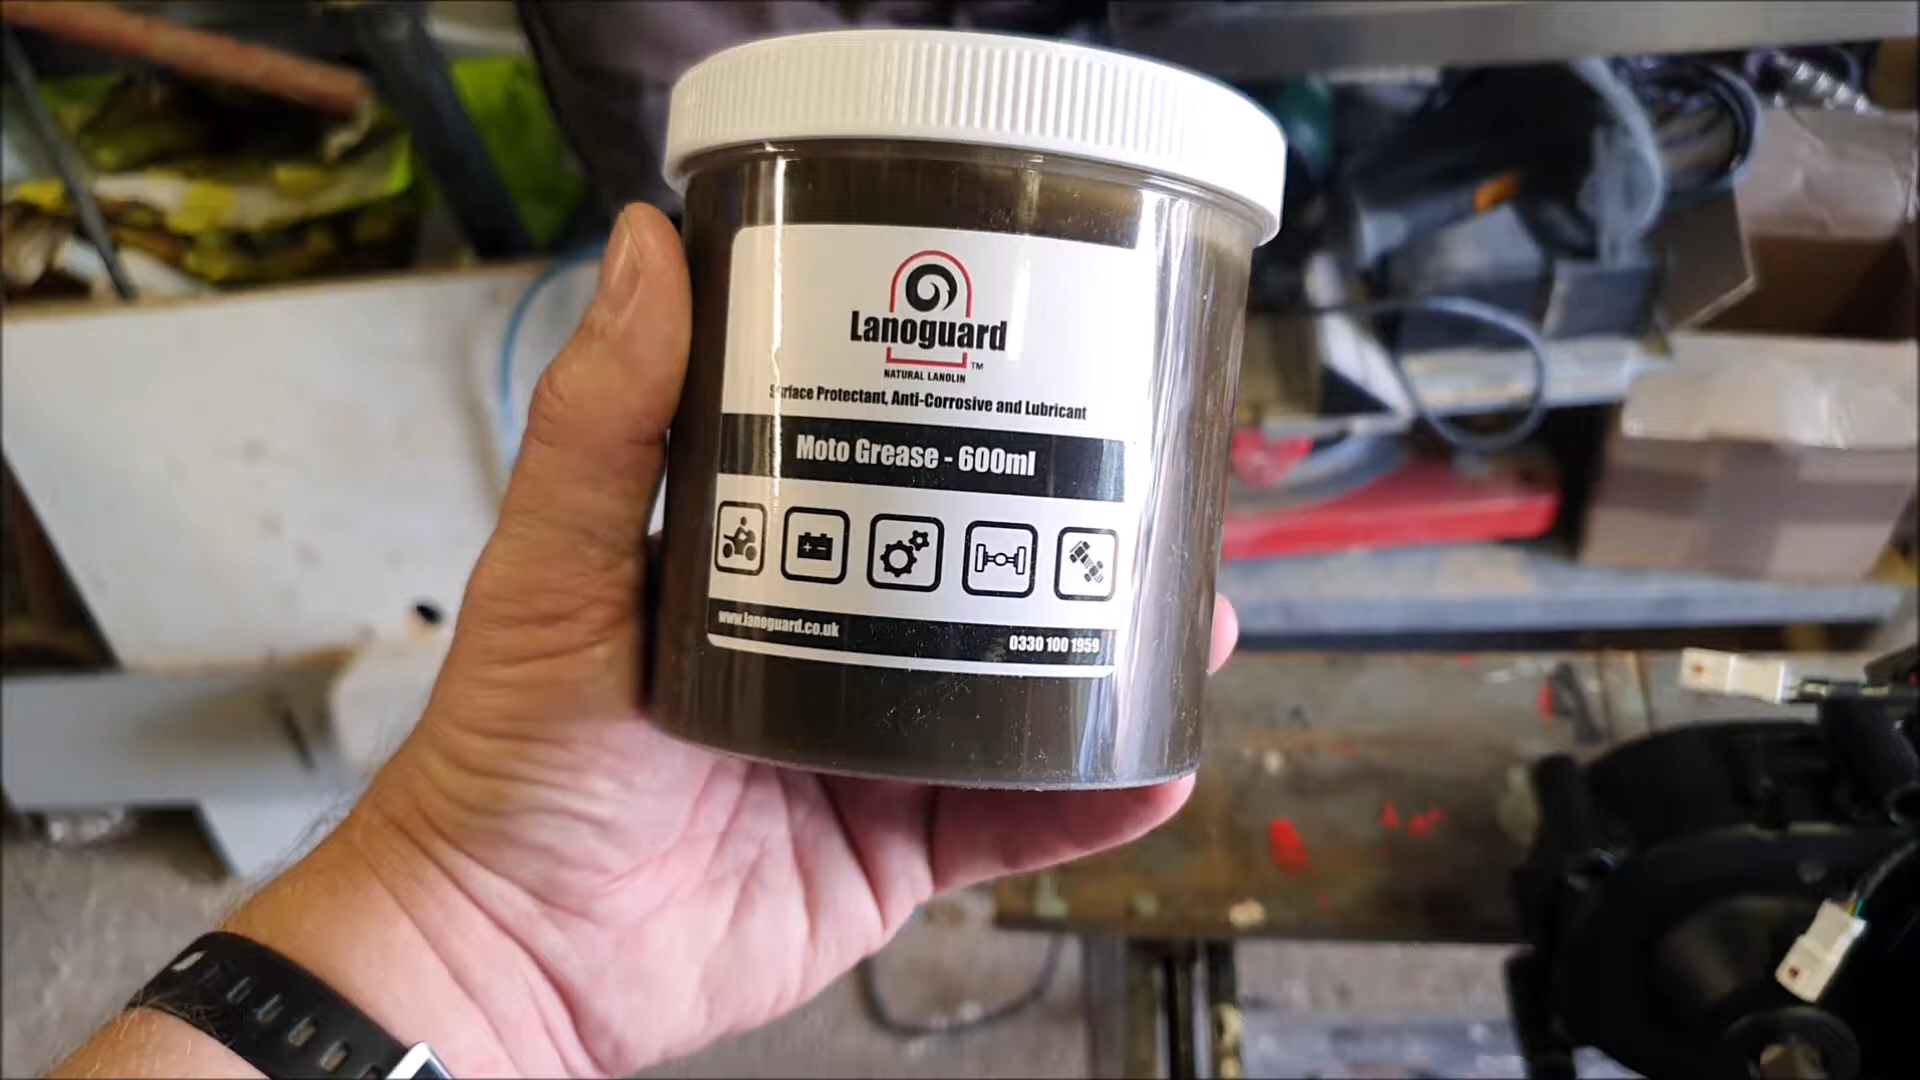 Lanoguard
TM
NATURAL LANOLIN
Surface Protectant, Anti-Corrosive and Lubricant
Moto Grease - 600ml
www.lanoguard.co.uk
0330 100 1959